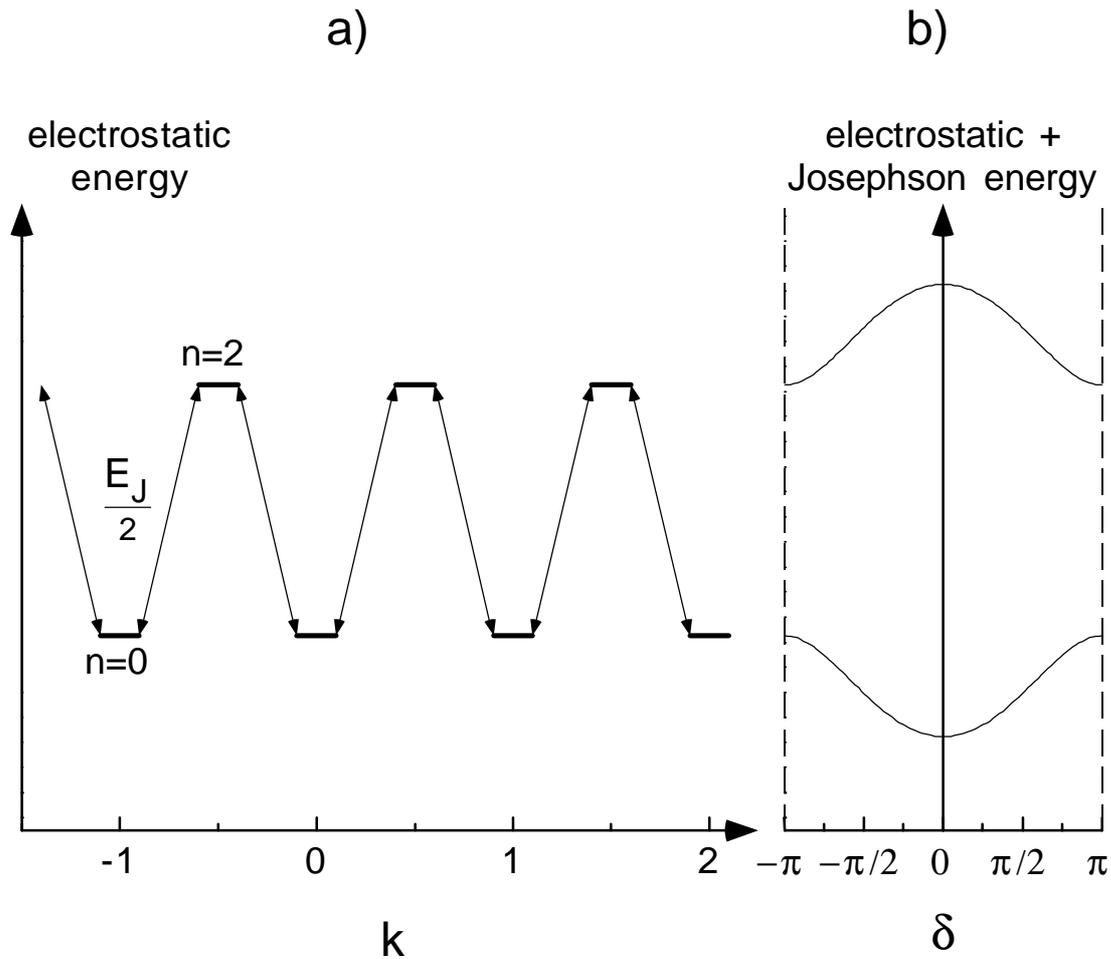 a)
electrostatic
energy
n=2
E_J
2
n=0
-1 0 1 2
k
b)
electrostatic +
Josephson energy
−π −π/2 0 π/2 π
δ